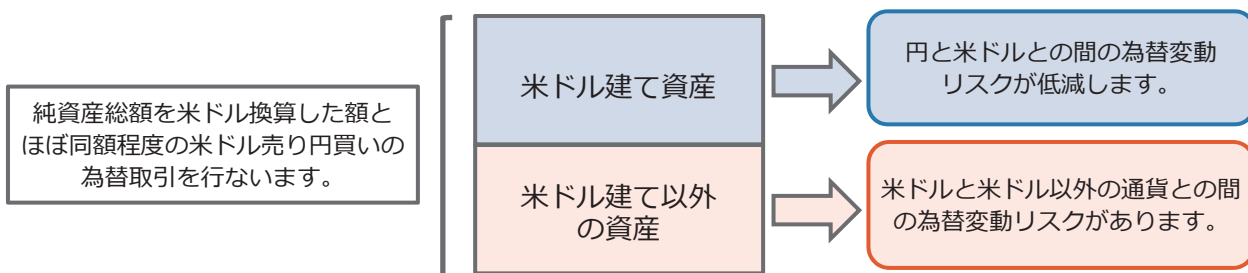 純資産総額を米ドル換算した額と
ほぼ同額程度の米ドル売り円買いの
為替取引を行ないます。
米ドル建て資産
円と米ドルとの間の為替変動
リスクが低減します。
米ドル建て以外
の資産
米ドルと米ドル以外の通貨との間
の為替変動リスクがあります。